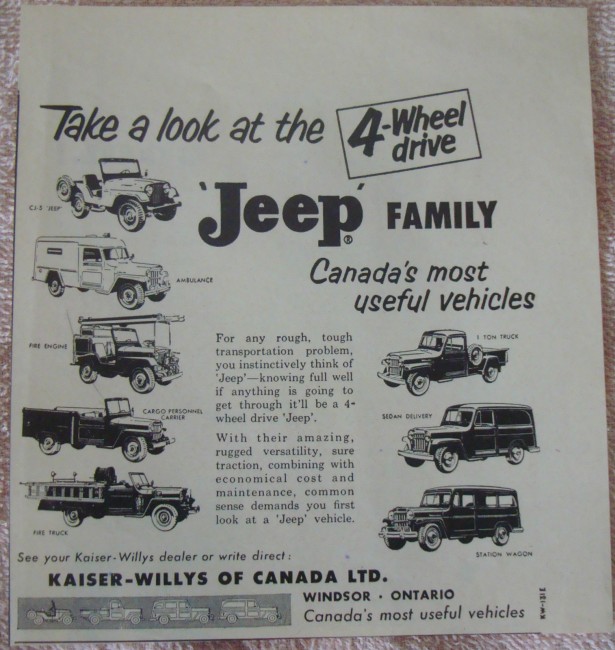 Take a look at the
4-Wheel
drive
'Jeep' FAMILY
®
Canada's most
useful vehicles
CJ-5 'JEEP'
AMBULANCE
FIRE ENGINE
CARGO PERSONNEL
CARRIER
FIRE TRUCK
For any rough, tough
transportation problem,
you instinctively think of
'Jeep'—knowing full well
if anything is going to
get through it'll be a 4-
wheel drive 'Jeep'.
With their amazing,
rugged versatility, sure
traction, combining with
economical cost and
maintenance, common
sense demands you first
look at a 'Jeep' vehicle.
1 TON TRUCK
SEDAN DELIVERY
STATION WAGON
See your Kaiser-Willys dealer or write direct:
KAISER-WILLYS OF CANADA LTD.
WINDSOR · ONTARIO
Canada's most useful vehicles